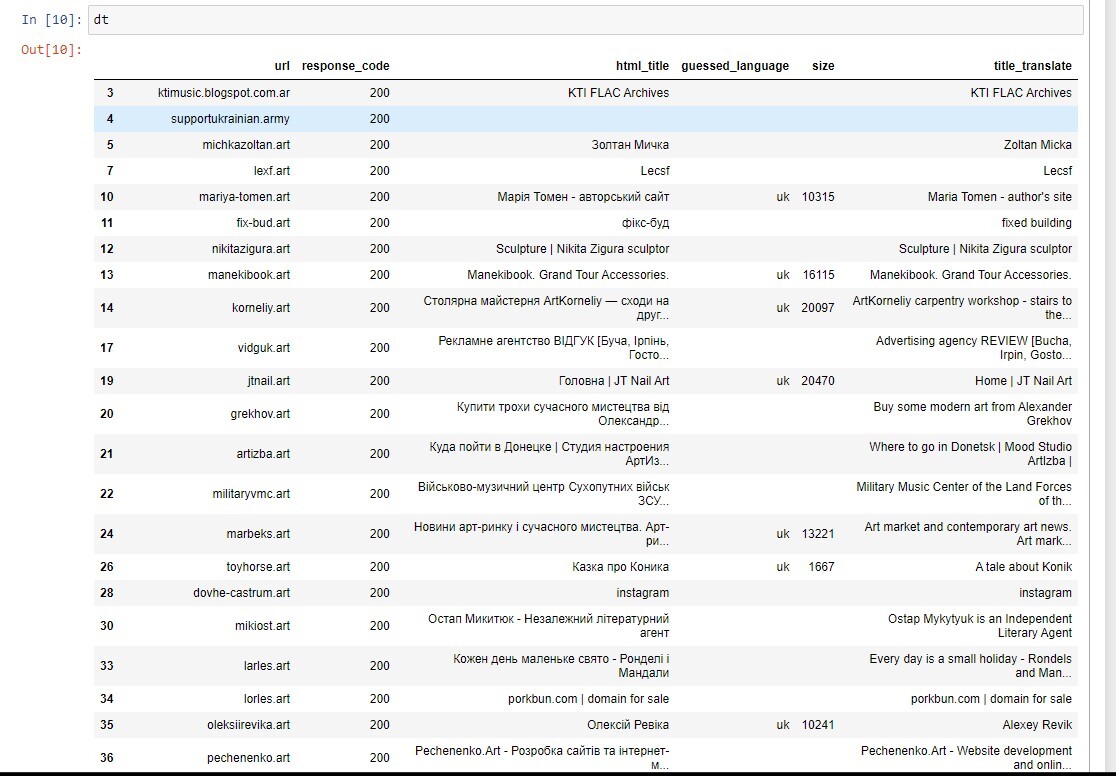 In [10]: dt
Out[10]:
url response_code html_title guessed_language size title_translate
3 ktimusic.blogspot.com.ar 200 KTI FLAC Archives KTI FLAC Archives
4 supportukrainian.army 200
5 michkazoltan.art 200 Золтан Мичка Zoltan Micka
7 lexf.art 200 Lecsf Lecsf
10 mariya-tomen.art 200 Марія Томен - авторський сайт uk 10315 Maria Tomen - author's site
11 fix-bud.art 200 фікс-буд fixed building
12 nikitazigura.art 200 Sculpture | Nikita Zigura sculptor Sculpture | Nikita Zigura sculptor
13 manekibook.art 200 Manekibook. Grand Tour Accessories. uk 16115 Manekibook. Grand Tour Accessories.
14 korneliy.art 200 Столярна майстерня ArtKorneliy — сходи на друг... uk 20097 ArtKorneliy carpentry workshop - stairs to the...
17 vidguk.art 200 Рекламне агентство ВІДГУК [Буча, Ірпінь, Госто... Advertising agency REVIEW [Bucha, Irpin, Gosto...
19 jtnail.art 200 Головна | JT Nail Art uk 20470 Home | JT Nail Art
20 grekhov.art 200 Купити трохи сучасного мистецтва від Олександр... Buy some modern art from Alexander Grekhov
21 artizba.art 200 Куда пойти в Донецке | Студия настроения АртИз... Where to go in Donetsk | Mood Studio ArtIzba |
22 militaryvmc.art 200 Військово-музичний центр Сухопутних військ ЗСУ... Military Music Center of the Land Forces of th...
24 marbeks.art 200 Новини арт-ринку і сучасного мистецтва. Арт-ри... uk 13221 Art market and contemporary art news. Art mark...
26 toyhorse.art 200 Казка про Коника uk 1667 A tale about Konik
28 dovhe-castrum.art 200 instagram instagram
30 mikiost.art 200 Остап Микитюк - Незалежний літературний агент Ostap Mykytyuk is an Independent Literary Agent
33 larles.art 200 Кожен день маленьке свято - Ронделі і Мандали Every day is a small holiday - Rondels and Man...
34 lorles.art 200 porkbun.com | domain for sale porkbun.com | domain for sale
35 oleksiirevika.art 200 Олексій Ревіка uk 10241 Alexey Revik
36 pechenenko.art 200 Pechenenko.Art - Розробка сайтів та інтернет-м... Pechenenko.Art - Website development and onlin...